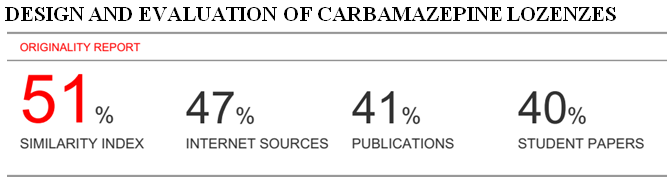 DESIGN AND EVALUATION OF CARBAMAZEPINE LOZENZES
ORIGINALITY REPORT
51% 47% 41% 40%
SIMILARITY INDEX INTERNET SOURCES PUBLICATIONS STUDENT PAPERS